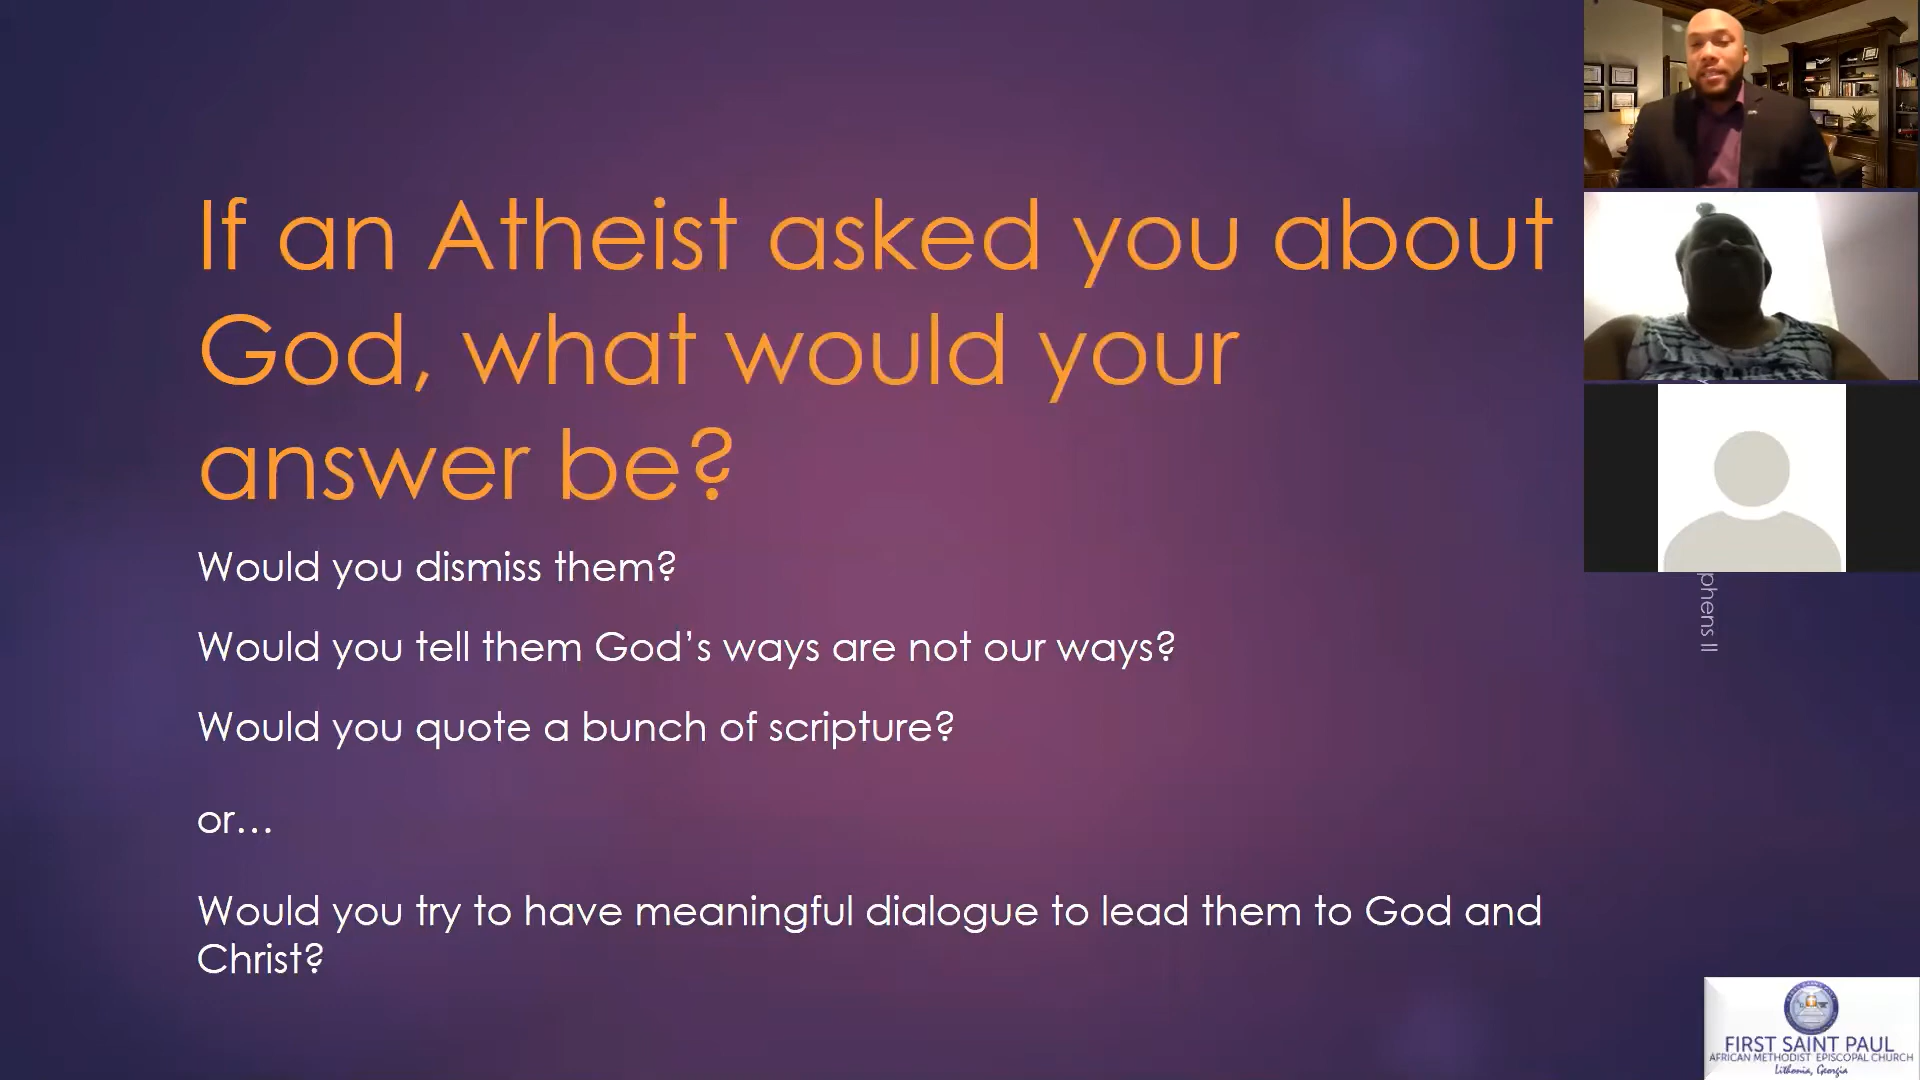 If an Atheist asked you about
God, what would your
answer be?
Would you dismiss them?
Would you tell them God’s ways are not our ways?
Would you quote a bunch of scripture?
or…
Would you try to have meaningful dialogue to lead them to God and
Christ?
phens II
FIRST SAINT PAUL
AFRICAN METHODIST EPISCOPAL CHURCH
Lithonia, Georgia